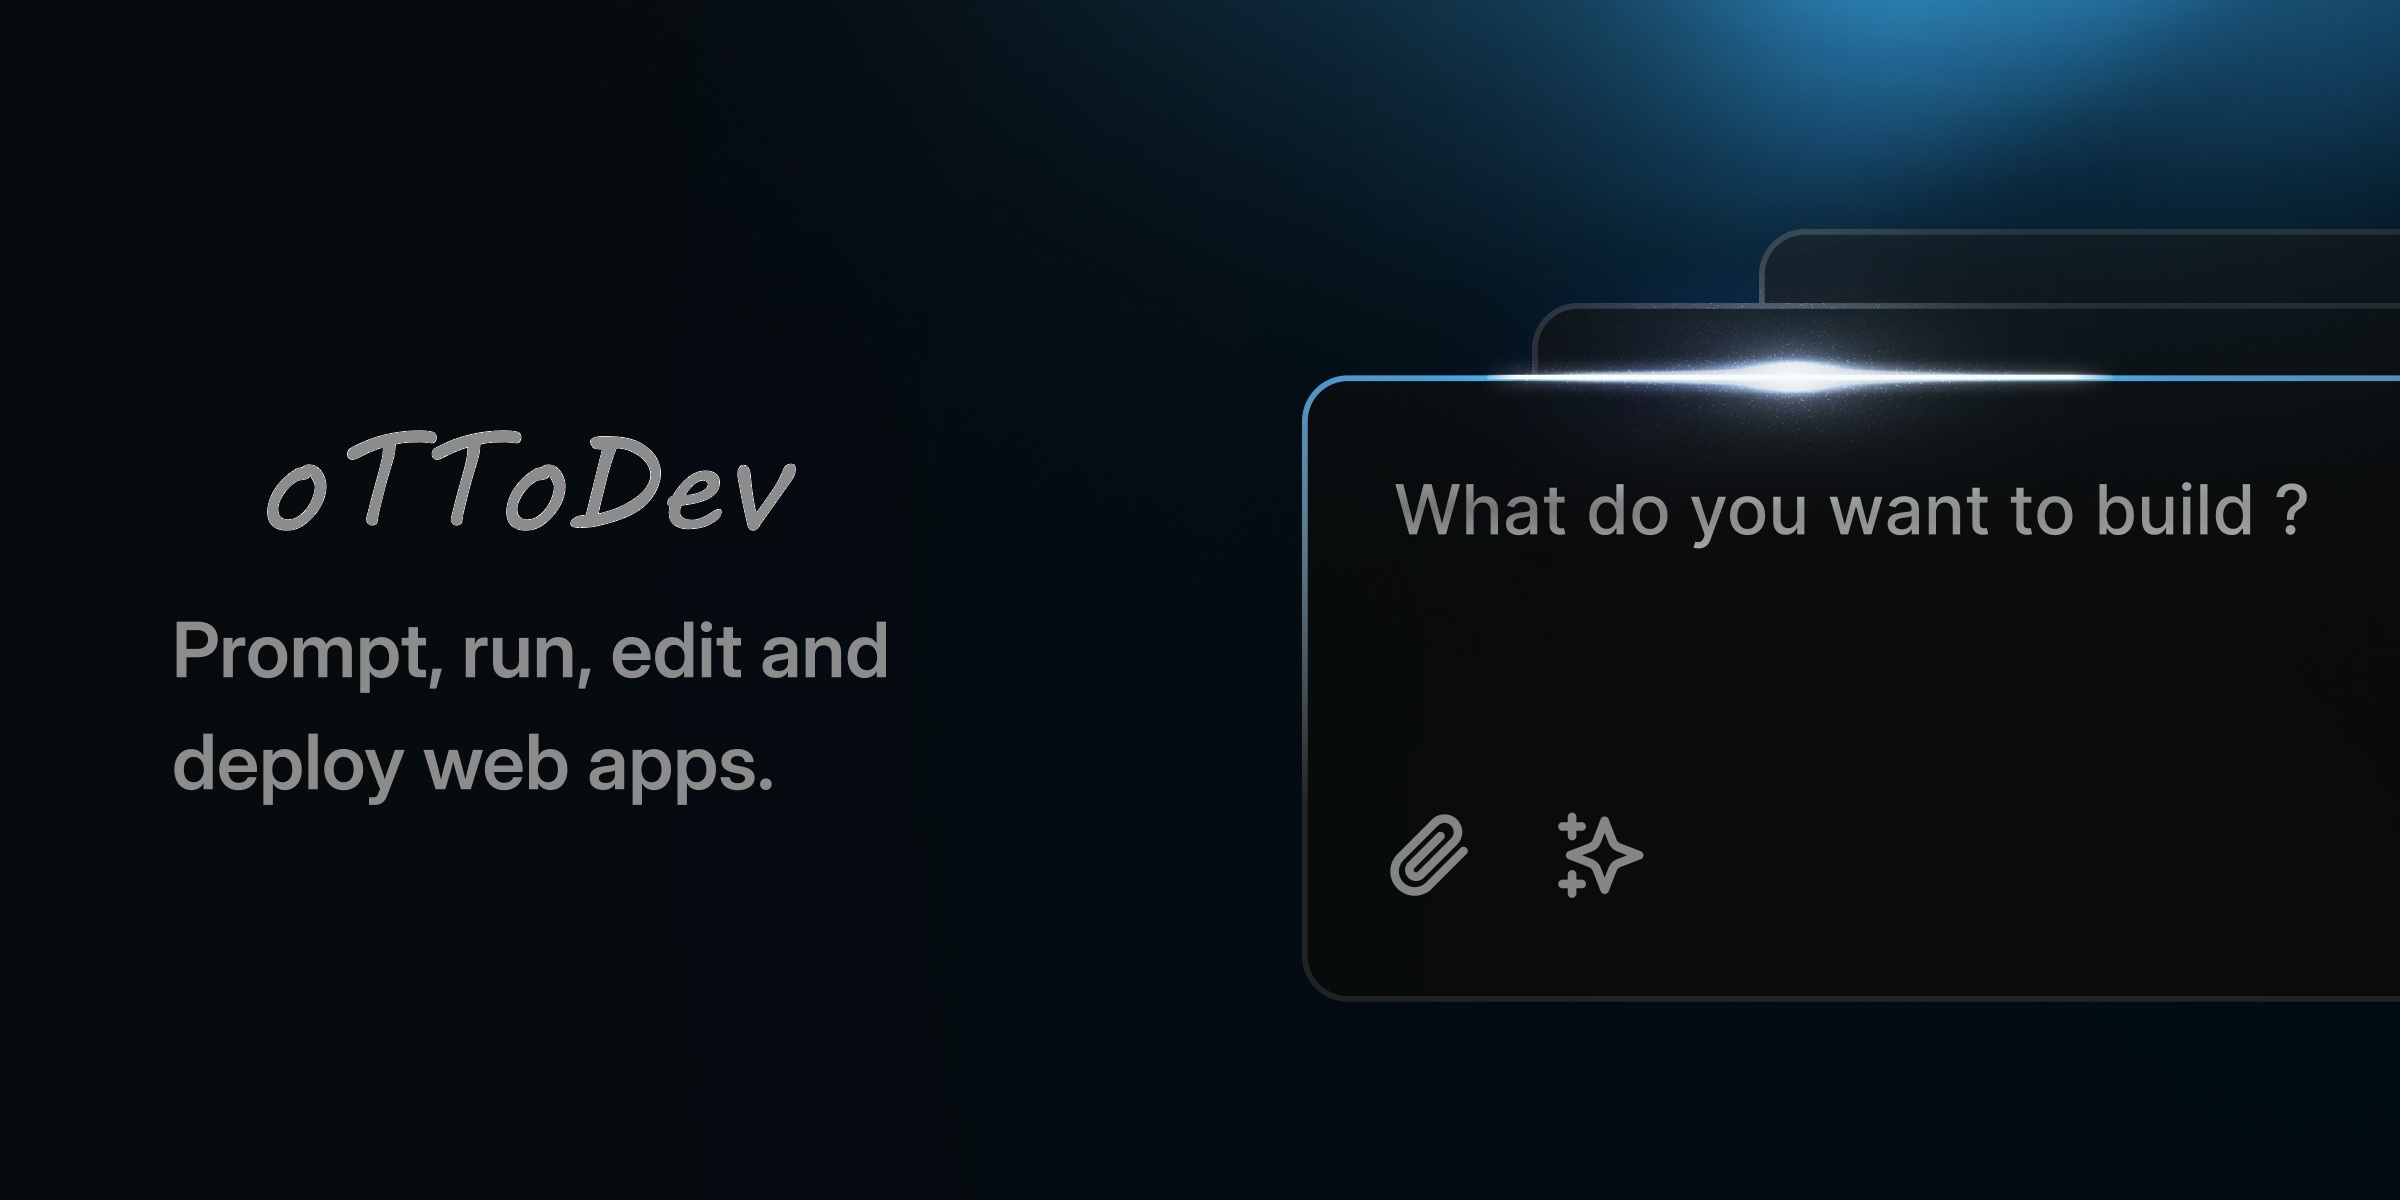 oTToDev
Prompt, run, edit and
deploy web apps.
What do you want to build ?